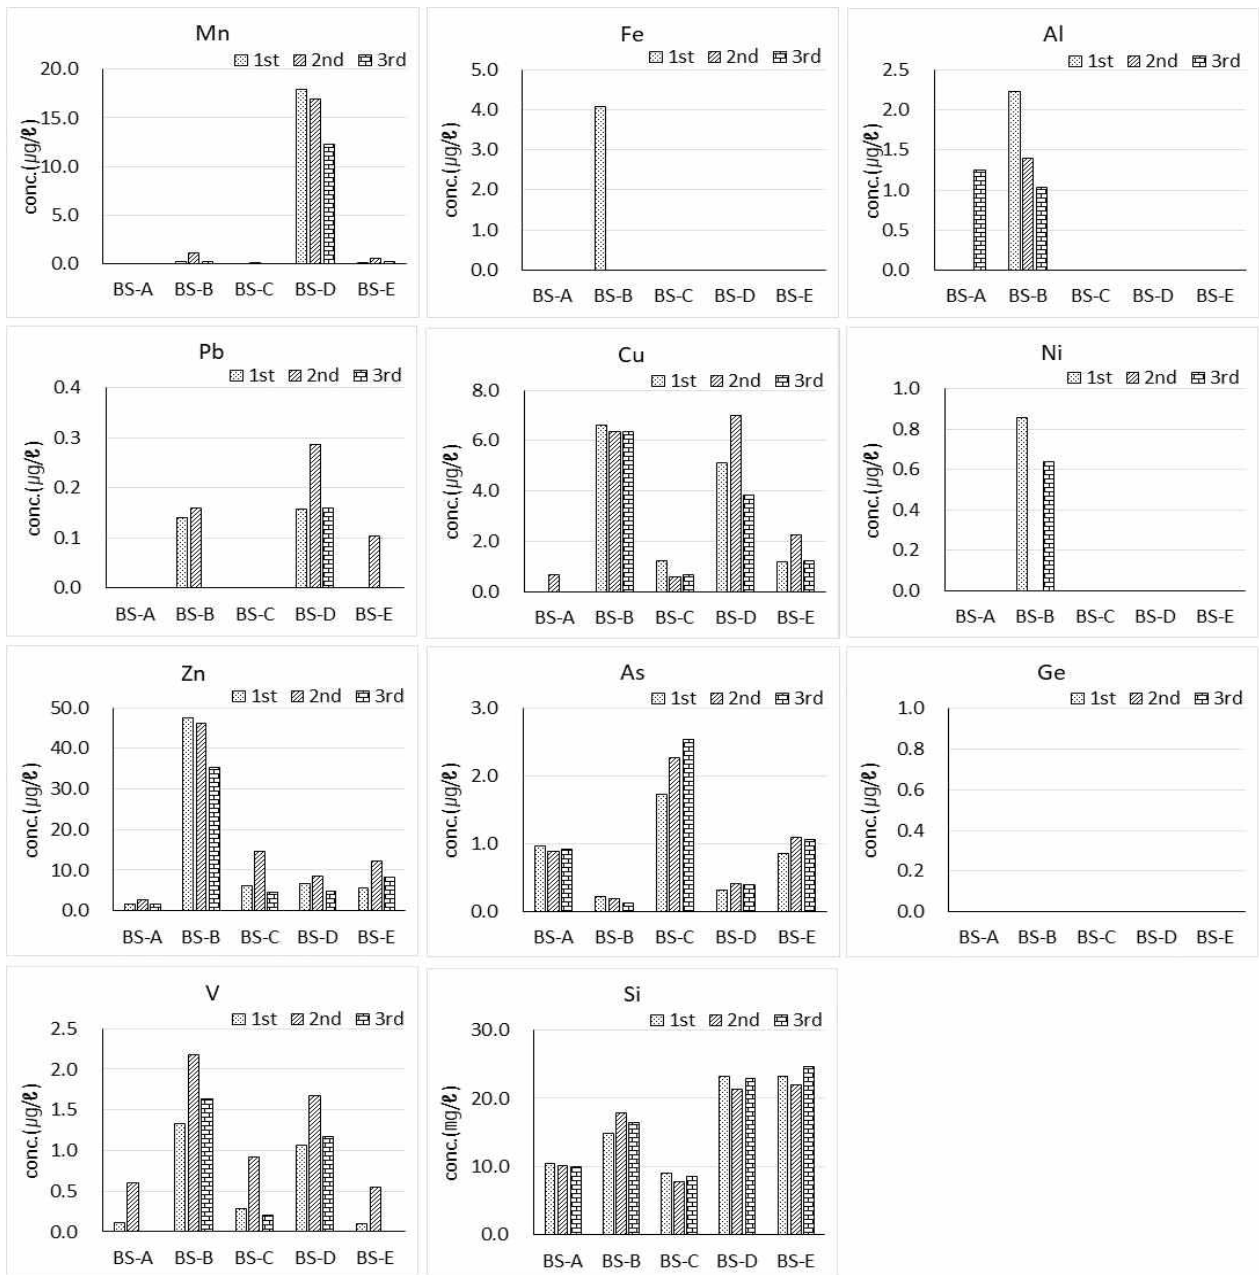 Mn
1st 2nd 3rd
20.0
15.0
10.0
5.0
0.0
conc.(μg/ℓ)
BS-A BS-B BS-C BS-D BS-E
Fe
1st 2nd 3rd
5.0
4.0
3.0
2.0
1.0
0.0
conc.(μg/ℓ)
BS-A BS-B BS-C BS-D BS-E
Al
1st 2nd 3rd
2.5
2.0
1.5
1.0
0.5
0.0
conc.(μg/ℓ)
BS-A BS-B BS-C BS-D BS-E
Pb
1st 2nd 3rd
0.4
0.3
0.2
0.1
0.0
conc.(μg/ℓ)
BS-A BS-B BS-C BS-D BS-E
Cu
1st 2nd 3rd
8.0
6.0
4.0
2.0
0.0
conc.(μg/ℓ)
BS-A BS-B BS-C BS-D BS-E
Ni
1st 2nd 3rd
1.0
0.8
0.6
0.4
0.2
0.0
conc.(μg/ℓ)
BS-A BS-B BS-C BS-D BS-E
Zn
1st 2nd 3rd
50.0
40.0
30.0
20.0
10.0
0.0
conc.(μg/ℓ)
BS-A BS-B BS-C BS-D BS-E
As
1st 2nd 3rd
3.0
2.0
1.0
0.0
conc.(μg/ℓ)
BS-A BS-B BS-C BS-D BS-E
Ge
1st 2nd 3rd
1.0
0.8
0.6
0.4
0.2
0.0
conc.(μg/ℓ)
BS-A BS-B BS-C BS-D BS-E
V
1st 2nd 3rd
2.5
2.0
1.5
1.0
0.5
0.0
conc.(μg/ℓ)
BS-A BS-B BS-C BS-D BS-E
Si
1st 2nd 3rd
30.0
20.0
10.0
0.0
conc.(mg/ℓ)
BS-A BS-B BS-C BS-D BS-E